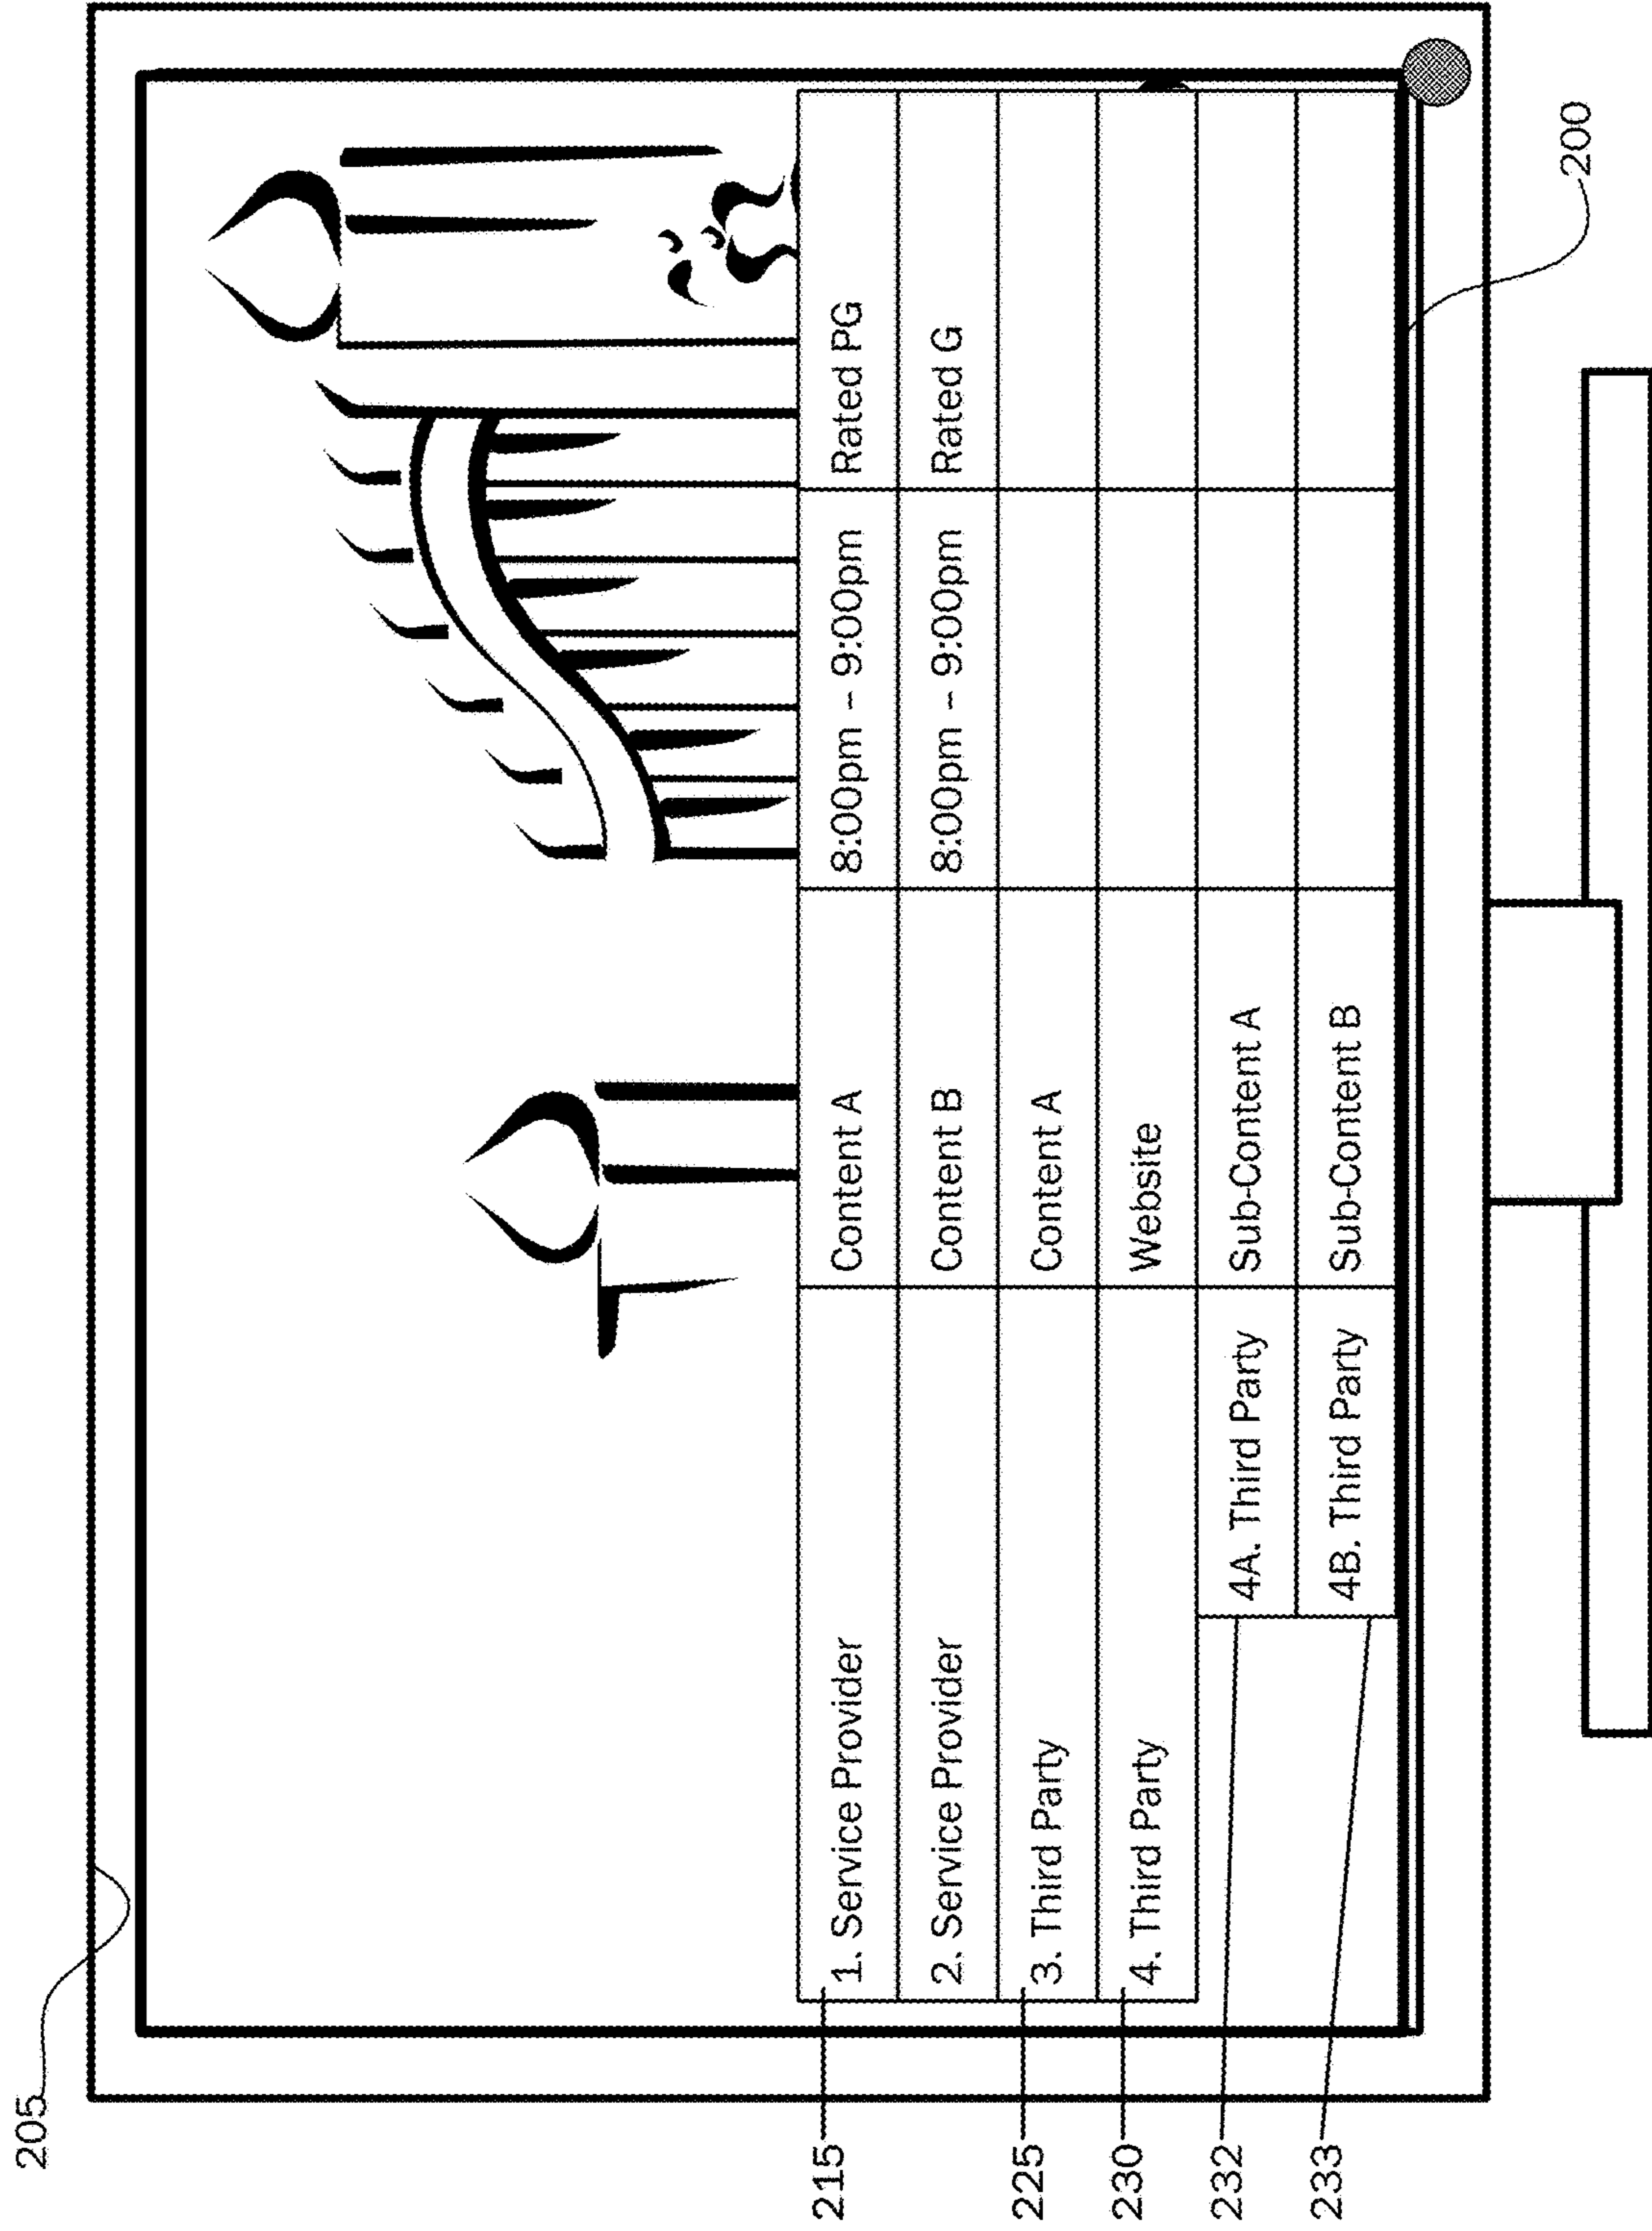 205
215
1. Service Provider Content A 8:00pm – 9:00pm Rated PG
2. Service Provider Content B 8:00pm – 9:00pm Rated G
225
3. Third Party Content A
230
4. Third Party Website
232
4A. Third Party Sub-Content A
233
4B. Third Party Sub-Content B
200